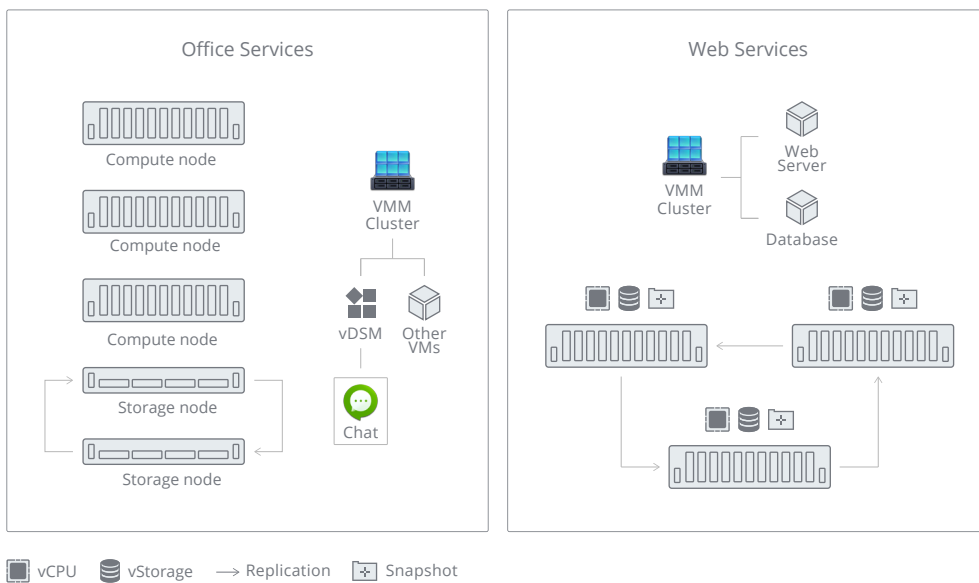 Office Services
Compute node
Compute node
Compute node
Storage node
Storage node
VMM
Cluster
vDSM
Other
VMs
Chat
Web Services
VMM
Cluster
Web
Server
Database
vCPU
vStorage
Replication
Snapshot